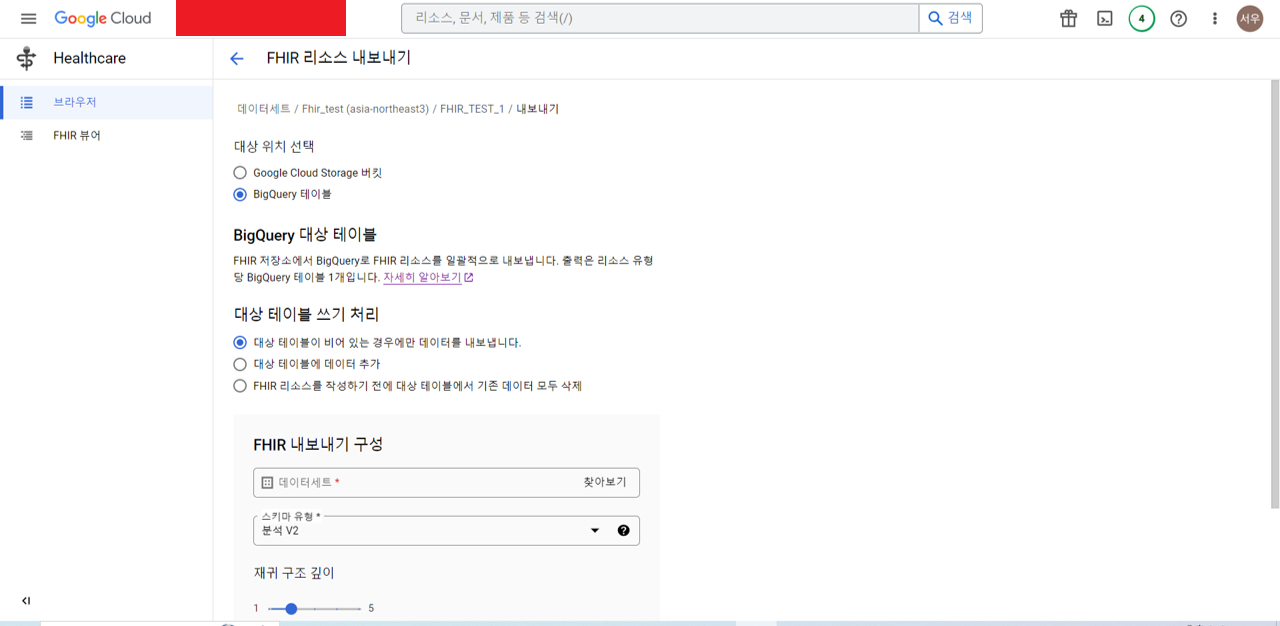 Google Cloud
리소스, 문서, 제품 등 검색(/)
검색
4
서우
Healthcare
FHIR 리소스 내보내기
브라우저
FHIR 뷰어
데이터세트 / Fhir_test (asia-northeast3) / FHIR_TEST_1 / 내보내기
대상 위치 선택
Google Cloud Storage 버킷
BigQuery 테이블
BigQuery 대상 테이블
FHIR 저장소에서 BigQuery로 FHIR 리소스를 일괄적으로 내보냅니다. 출력은 리소스 유형
당 BigQuery 테이블 1개입니다. 자세히 알아보기
대상 테이블 쓰기 처리
대상 테이블이 비어 있는 경우에만 데이터를 내보냅니다.
대상 테이블에 데이터 추가
FHIR 리소스를 작성하기 전에 대상 테이블에서 기존 데이터 모두 삭제
FHIR 내보내기 구성
데이터세트 * 찾아보기
스키마 유형 *
분석 V2
재귀 구조 깊이
1 5